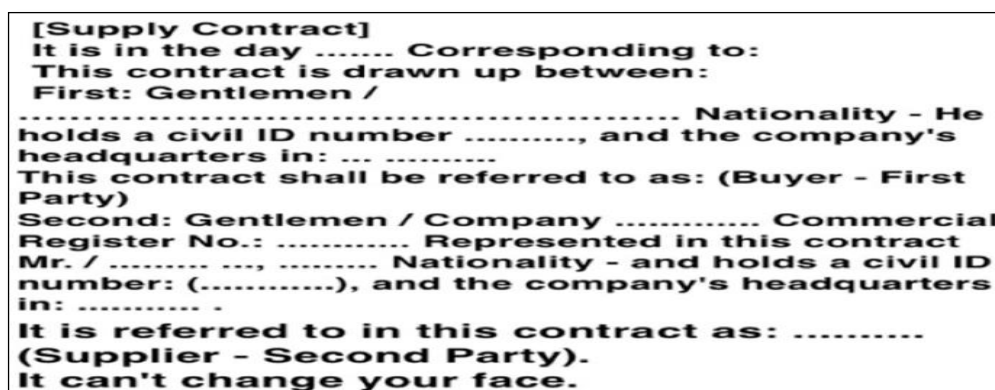 [Supply Contract]
It is in the day ....... Corresponding to:
This contract is drawn up between:
First: Gentlemen /
.................................................... Nationality - He
holds a civil ID number .........., and the company's
headquarters in: ... ..........
This contract shall be referred to as: (Buyer - First
Party)
Second: Gentlemen / Company ............. Commercial
Register No.: ............ Represented in this contract
Mr. / ........ ..., ......... Nationality - and holds a civil ID
number: (............), and the company's headquarters
in: ........... .
It is referred to in this contract as: ..........
(Supplier - Second Party).
It can't change your face.